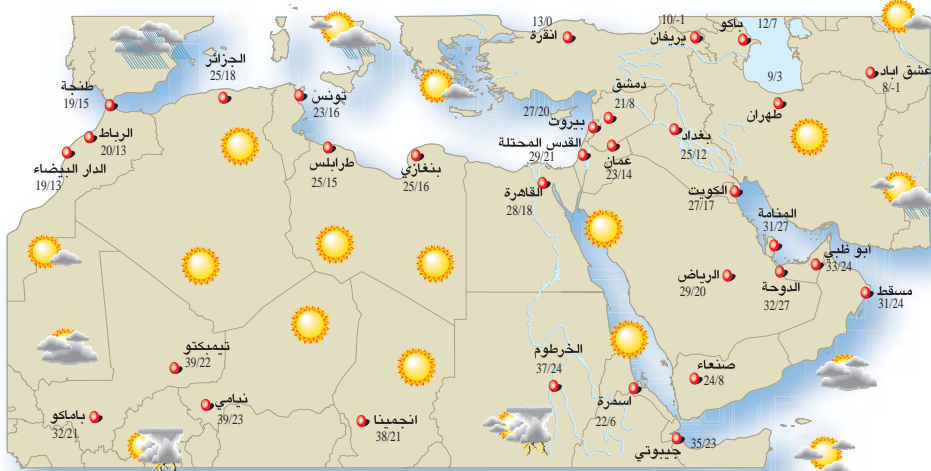 13/0
انقرة
10/-1
يريفان
باكو
12/7
عشق اباد
8/-1
9/3
طهران
الجزائر
25/18
طنجة
19/15
تونس
23/16
الرباط
20/13
الدار البيضاء
19/13
طرابلس
25/15
بنغازي
25/16
دمشق
21/8
27/20
بيروت
القدس المحتلة
29/21
عمان
23/14
بغداد
25/12
القاهرة
28/18
الكويت
27/17
المنامة
31/27
ابو ظبي
33/24
الرياض
29/20
الدوحة
32/27
مسقط
31/24
تيمبكتو
39/22
نيامي
39/23
باماكو
32/21
انجمينا
38/21
الخرطوم
37/24
اسمرة
22/6
صنعاء
24/8
جيبوتي
35/23